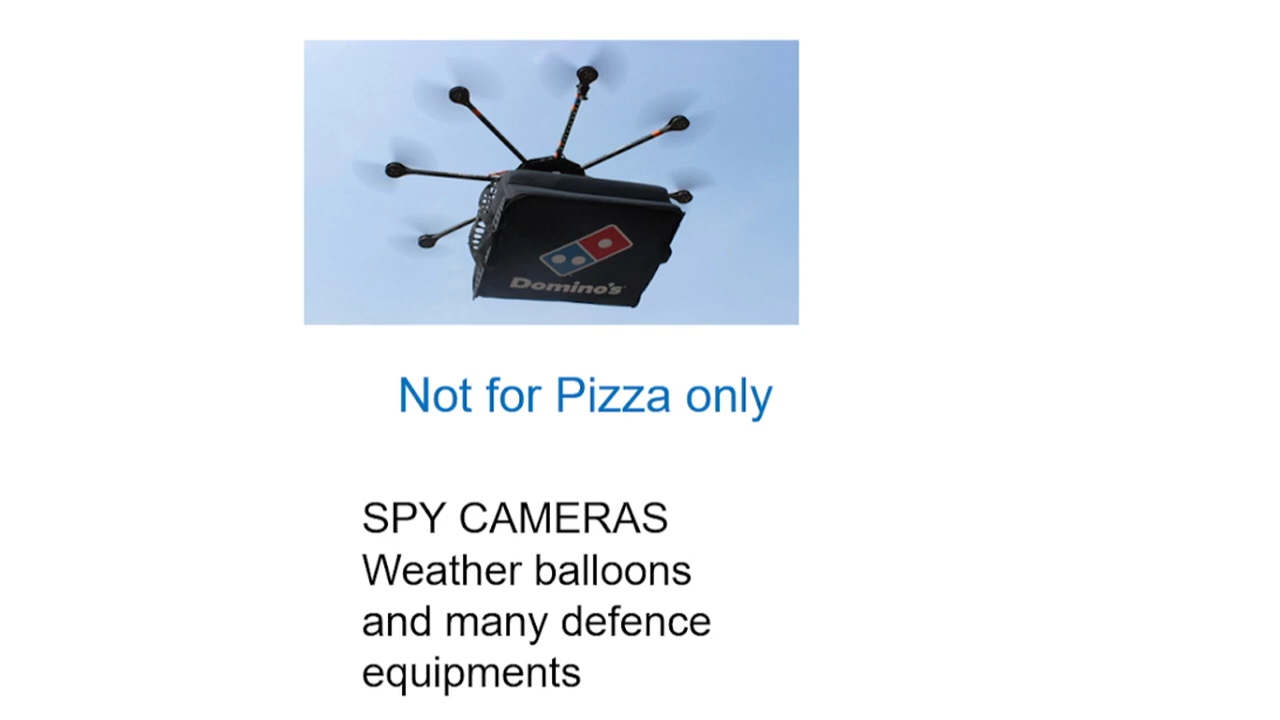 Domino's
Not for Pizza only
SPY CAMERAS
Weather balloons
and many defence
equipments